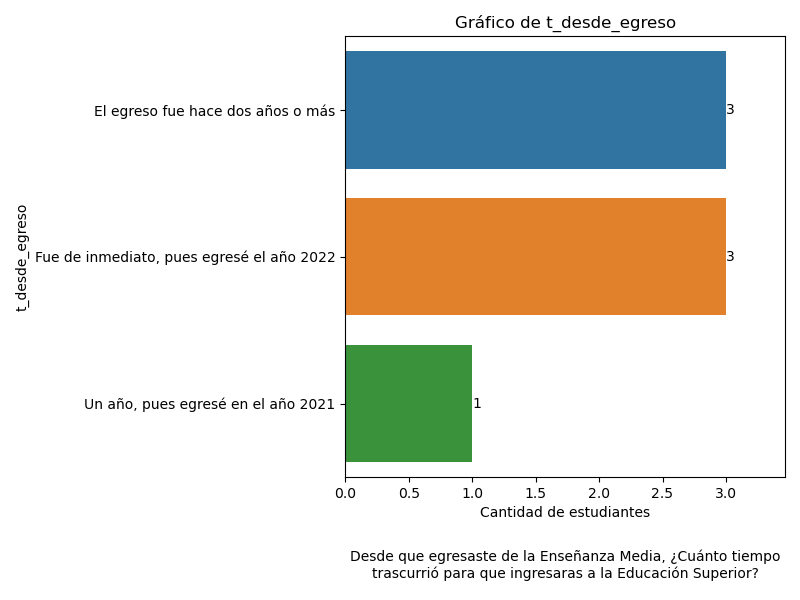 Gráfico de t_desde_egreso
t_desde_egreso
El egreso fue hace dos años o más
3
Fue de inmediato, pues egresé el año 2022
3
Un año, pues egresé en el año 2021
1
0.0 0.5 1.0 1.5 2.0 2.5 3.0
Cantidad de estudiantes
Desde que egresaste de la Enseñanza Media, ¿Cuánto tiempo
trascurrió para que ingresaras a la Educación Superior?